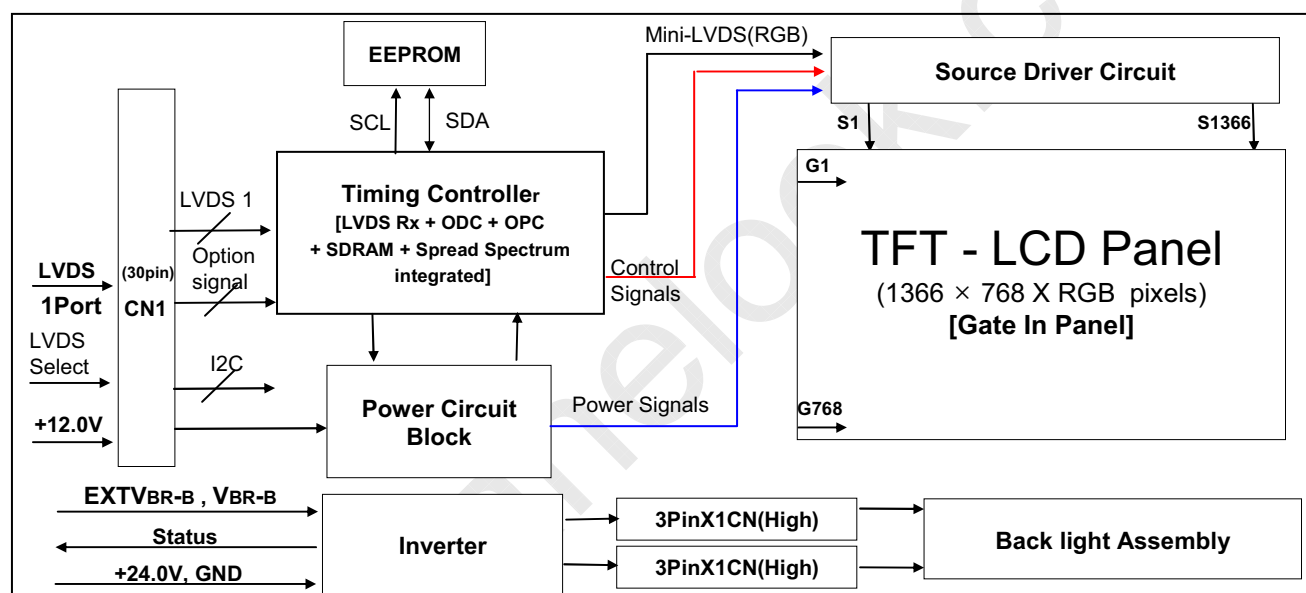 EEPROM
Mini-LVDS(RGB)
Source Driver Circuit
SCL
SDA
S1
S1366
Timing Controller
[LVDS Rx + ODC + OPC
+ SDRAM + Spread Spectrum
integrated]
G1
LVDS 1
Option
signal
LVDS
1Port
(30pin)
CN1
Control
Signals
TFT - LCD Panel
(1366 × 768 X RGB pixels)
[Gate In Panel]
LVDS
Select
I2C
+12.0V
Power Circuit
Block
Power Signals
G768
EXTVBR-B , VBR-B
Status
+24.0V, GND
Inverter
3PinX1CN(High)
3PinX1CN(High)
Back light Assembly